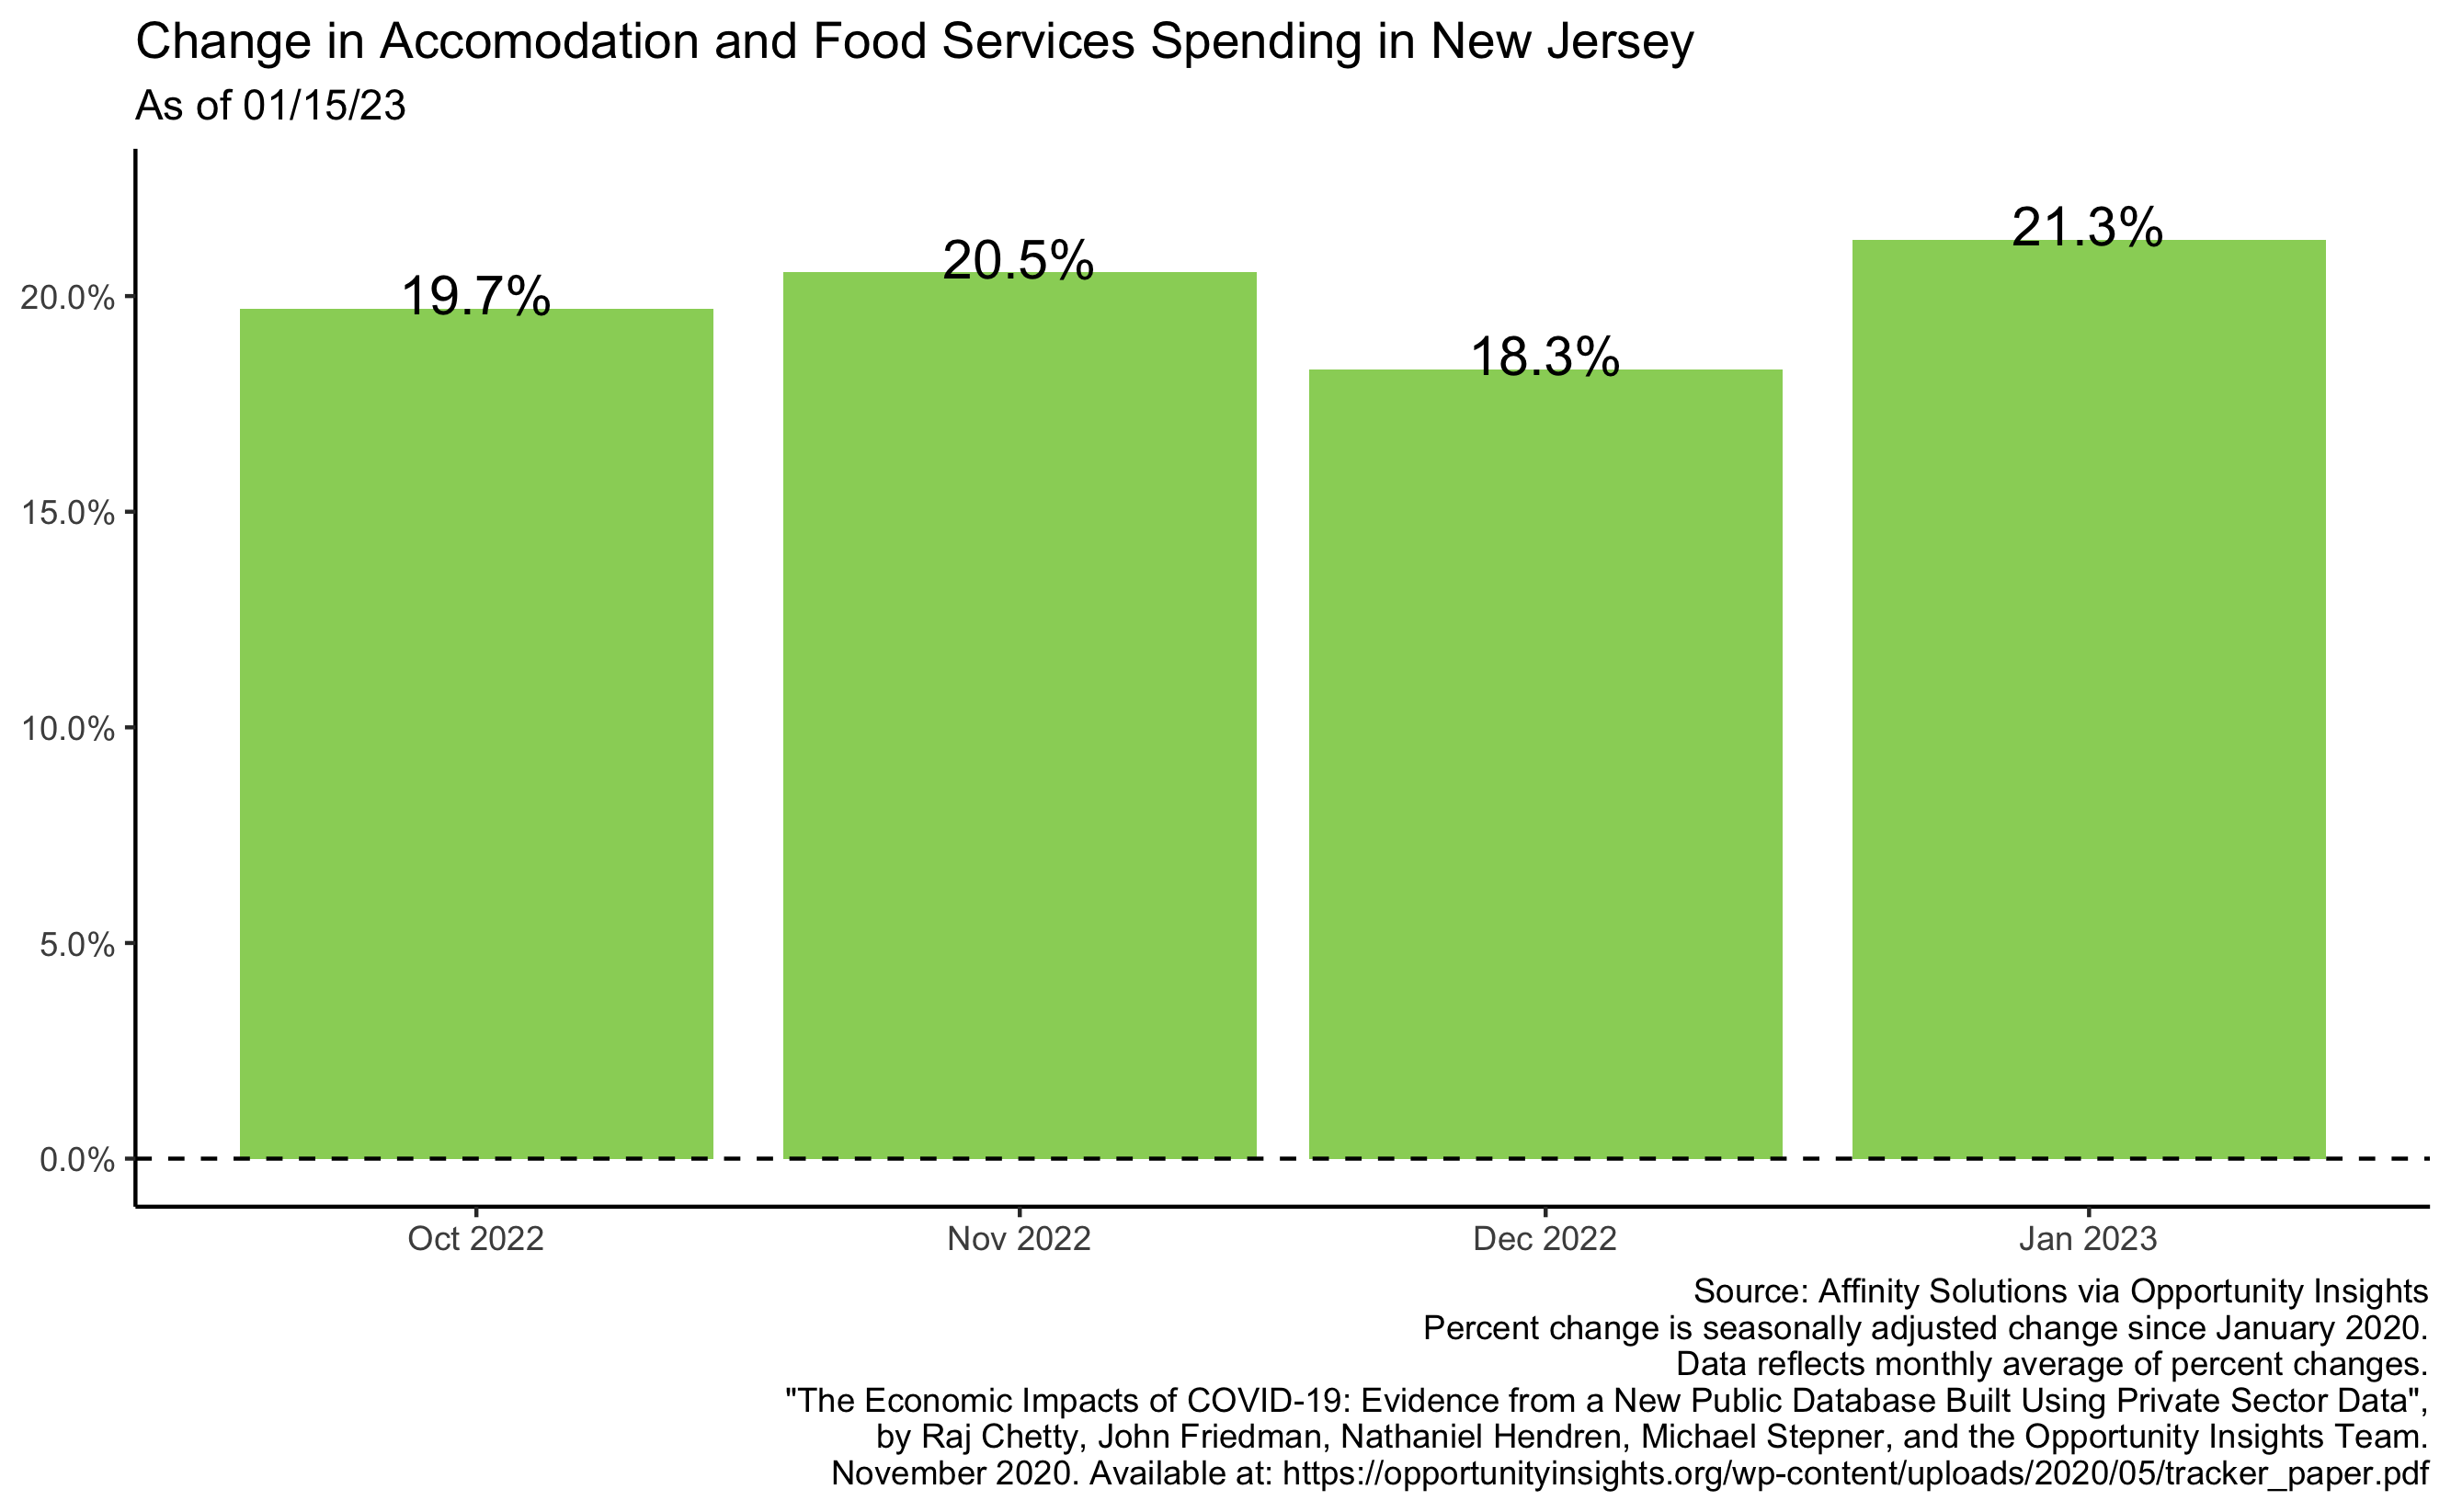 Change in Accomodation and Food Services Spending in New Jersey
As of 01/15/23
19.7%
20.5%
18.3%
21.3%
20.0%
15.0%
10.0%
5.0%
0.0%
Oct 2022
Nov 2022
Dec 2022
Jan 2023
Source: Affinity Solutions via Opportunity Insights
Percent change is seasonally adjusted change since January 2020.
Data reflects monthly average of percent changes.
"The Economic Impacts of COVID-19: Evidence from a New Public Database Built Using Private Sector Data",
by Raj Chetty, John Friedman, Nathaniel Hendren, Michael Stepner, and the Opportunity Insights Team.
November 2020. Available at: https://opportunityinsights.org/wp-content/uploads/2020/05/tracker_paper.pdf